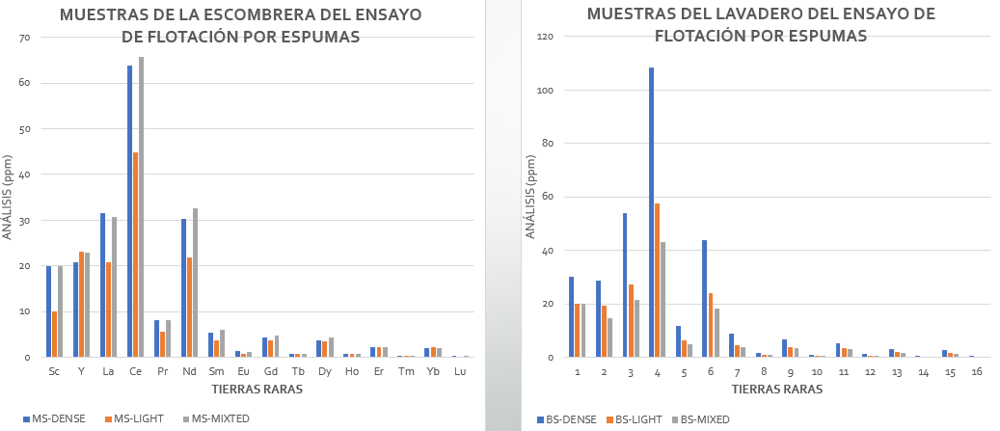 MUESTRAS DE LA ESCOMBRERA DEL ENSAYO
DE FLOTACIÓN POR ESPUMAS
70
60
50
40
30
20
10
0
ANÁLISIS (ppm)
Sc Y La Ce Pr Nd Sm Eu Gd Tb Dy Ho Er Tm Yb Lu
TIERRAS RARAS
MS-DENSE MS-LIGHT MS-MIXTED
MUESTRAS DEL LAVADERO DEL ENSAYO DE
FLOTACIÓN POR ESPUMAS
120
100
80
60
40
20
0
ANÁLISIS (ppm)
1 2 3 4 5 6 7 8 9 10 11 12 13 14 15 16
TIERRAS RARAS
BS-DENSE BS-LIGHT BS-MIXED